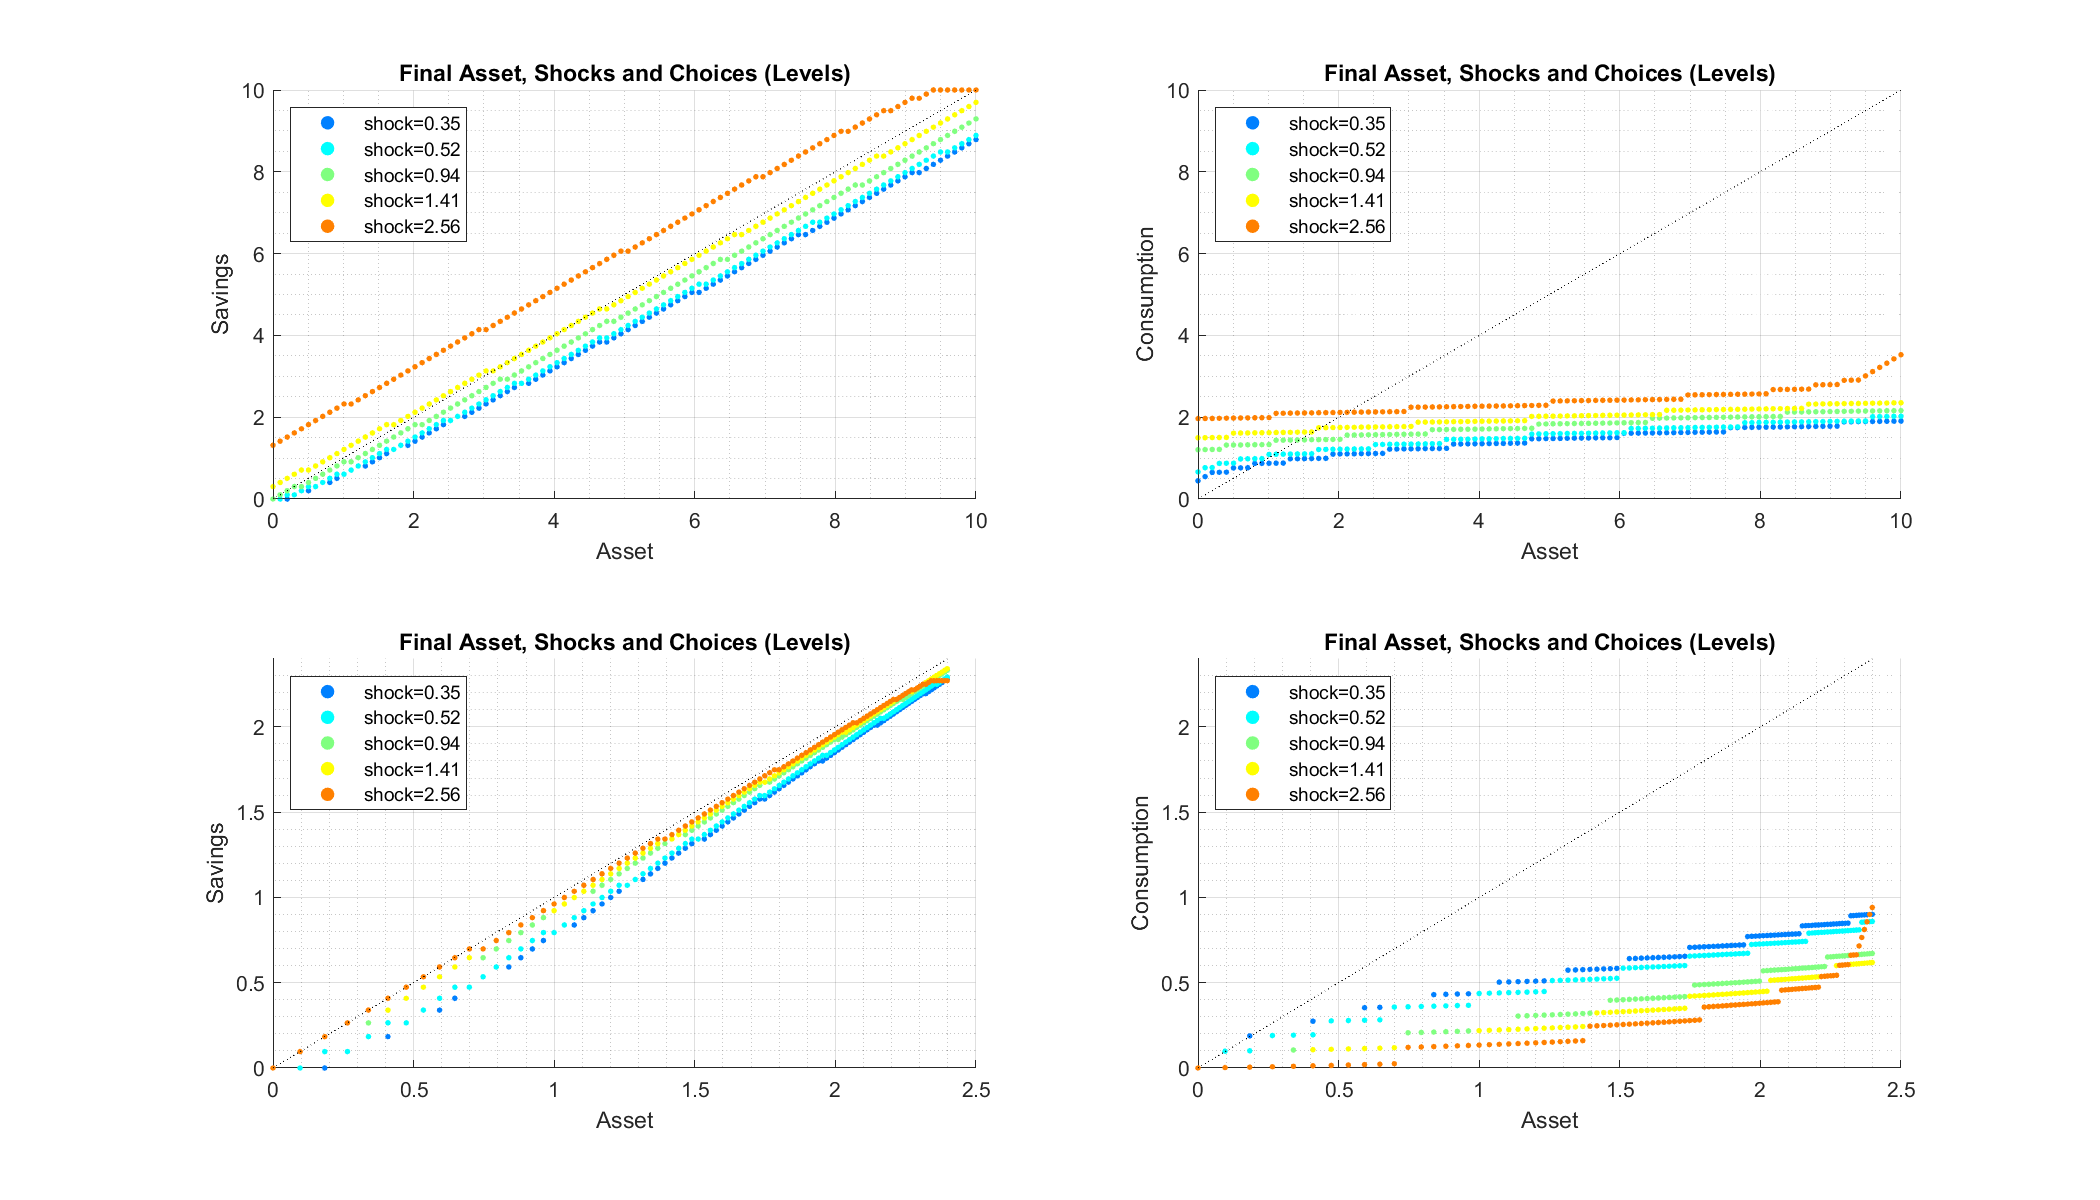 Final Asset, Shocks and Choices (Levels)
10
8
6
4
2
0
Savings
shock=0.35
shock=0.52
shock=0.94
shock=1.41
shock=2.56
0 2 4 6 8 10
Asset
Final Asset, Shocks and Choices (Levels)
10
8
6
4
2
0
Consumption
shock=0.35
shock=0.52
shock=0.94
shock=1.41
shock=2.56
0 2 4 6 8 10
Asset
Final Asset, Shocks and Choices (Levels)
2
1.5
1
0.5
0
Savings
shock=0.35
shock=0.52
shock=0.94
shock=1.41
shock=2.56
0 0.5 1 1.5 2 2.5
Asset
Final Asset, Shocks and Choices (Levels)
2
1.5
1
0.5
0
Consumption
shock=0.35
shock=0.52
shock=0.94
shock=1.41
shock=2.56
0 0.5 1 1.5 2 2.5
Asset